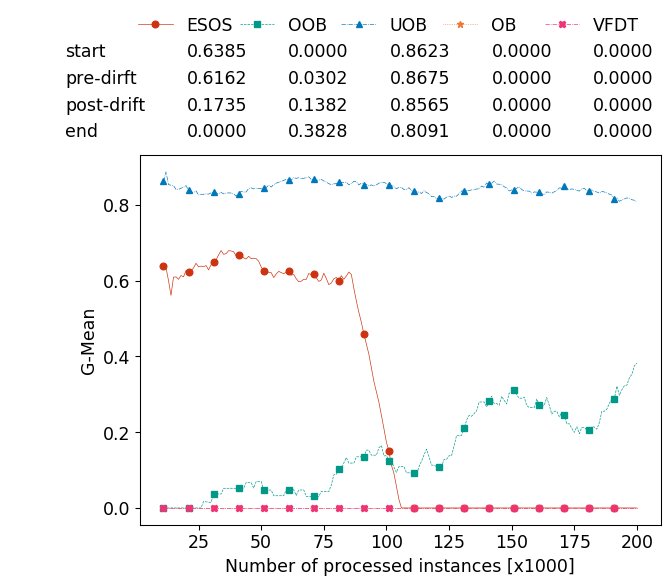 ESOS OOB UOB OB VFDT
start 0.6385 0.0000 0.8623 0.0000 0.0000
pre-dirft 0.6162 0.0302 0.8675 0.0000 0.0000
post-drift 0.1735 0.1382 0.8565 0.0000 0.0000
end 0.0000 0.3828 0.8091 0.0000 0.0000
0.8
0.6
0.4
0.2
0.0
G-Mean
25 50 75 100 125 150 175 200
Number of processed instances [x1000]